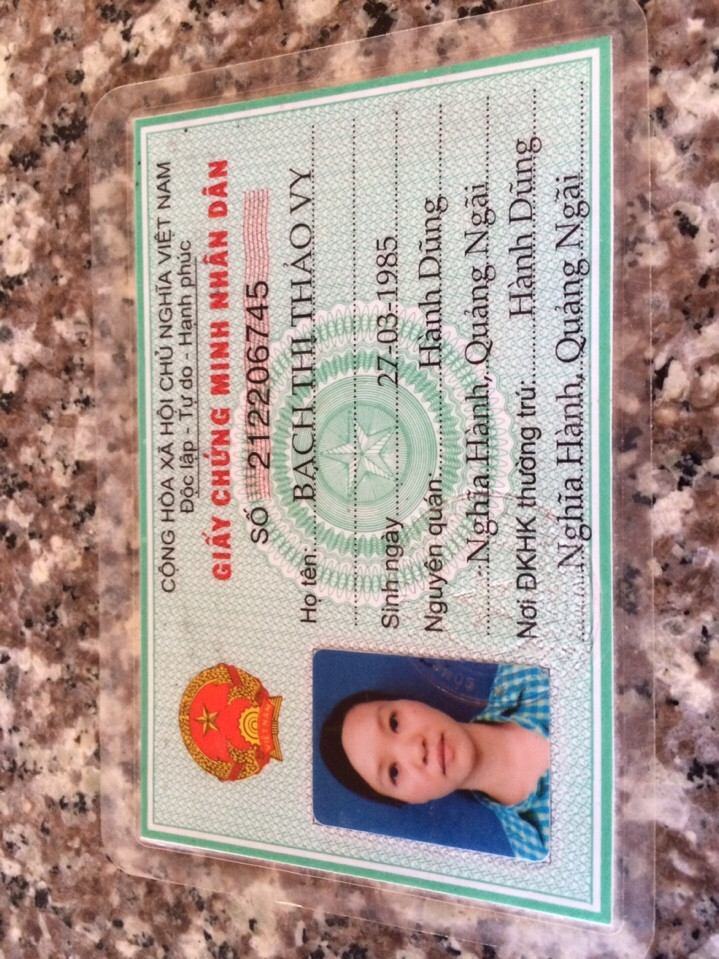 CỘNG HÒA XÃ HỘI CHỦ NGHĨA VIỆT NAM
Độc lập - Tự do - Hạnh phúc
GIẤY CHỨNG MINH NHÂN DÂN
SỐ 212206745
Họ tên: BẠCH THỊ THẢO VY
Sinh ngày 27-03-1985
Nguyên quán: Hành Dũng
Nghĩa Hành, Quảng Ngãi
Nơi ĐKHK thường trú: Hành Dũng
Nghĩa Hành, Quảng Ngãi